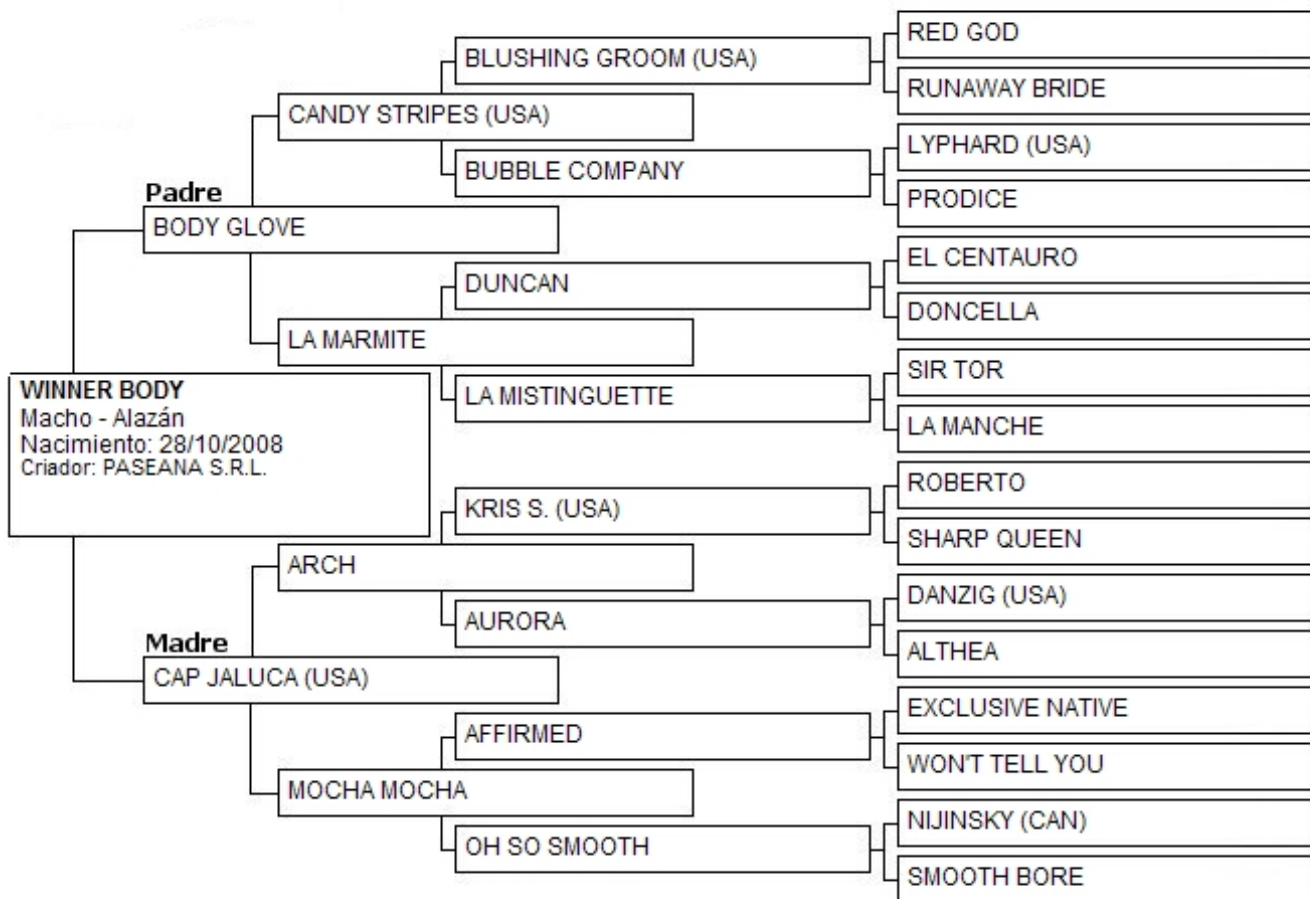 RED GOD
BLUSHING GROOM (USA)
RUNAWAY BRIDE
CANDY STRIPES (USA)
LYPHARD (USA)
BUBBLE COMPANY
PRODICE
Padre
BODY GLOVE
EL CENTAURO
DUNCAN
DONCELLA
LA MARMITE
SIR TOR
LA MISTINGUETTE
LA MANCHE
WINNER BODY
Macho - Alazán
Nacimiento: 28/10/2008
Criador: PASEANA S.R.L.
ROBERTO
KRIS S. (USA)
SHARP QUEEN
ARCH
DANZIG (USA)
AURORA
ALTHEA
Madre
CAP JALUCA (USA)
EXCLUSIVE NATIVE
AFFIRMED
WON'T TELL YOU
MOCHA MOCHA
NIJINSKY (CAN)
OH SO SMOOTH
SMOOTH BORE